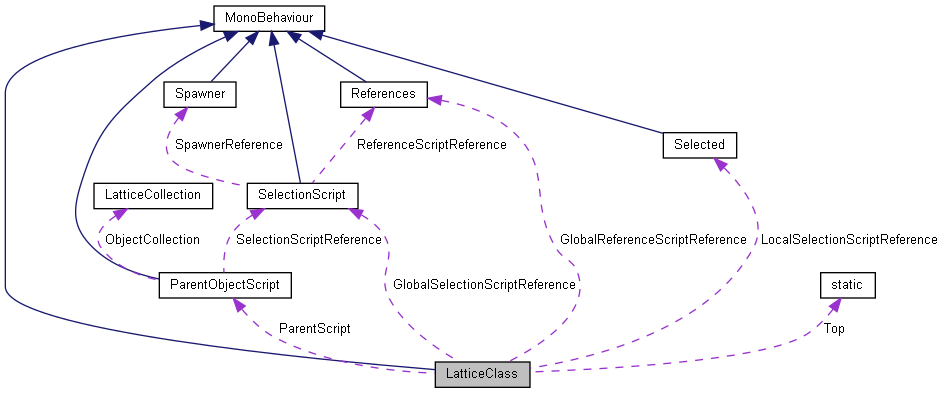 MonoBehaviour
Spawner
References
SpawnerReference
ReferenceScriptReference
Selected
LatticeCollection
SelectionScript
ObjectCollection
SelectionScriptReference
GlobalReferenceScriptReference
LocalSelectionScriptReference
ParentObjectScript
GlobalSelectionScriptReference
static
ParentScript
Top
LatticeClass